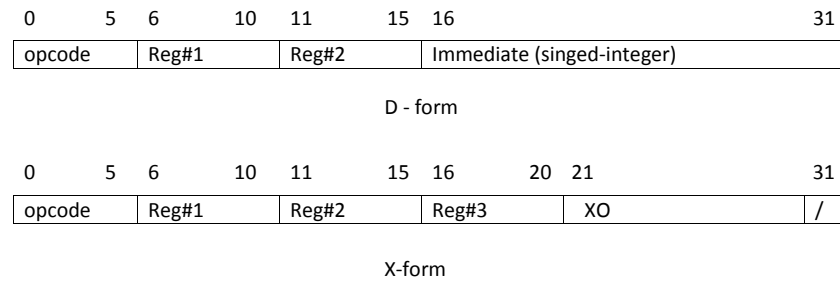 0 5 6 10 11 15 16 31
opcode Reg#1 Reg#2 Immediate (singed-integer)
D - form
0 5 6 10 11 15 16 20 21 31
opcode Reg#1 Reg#2 Reg#3 XO /
X-form